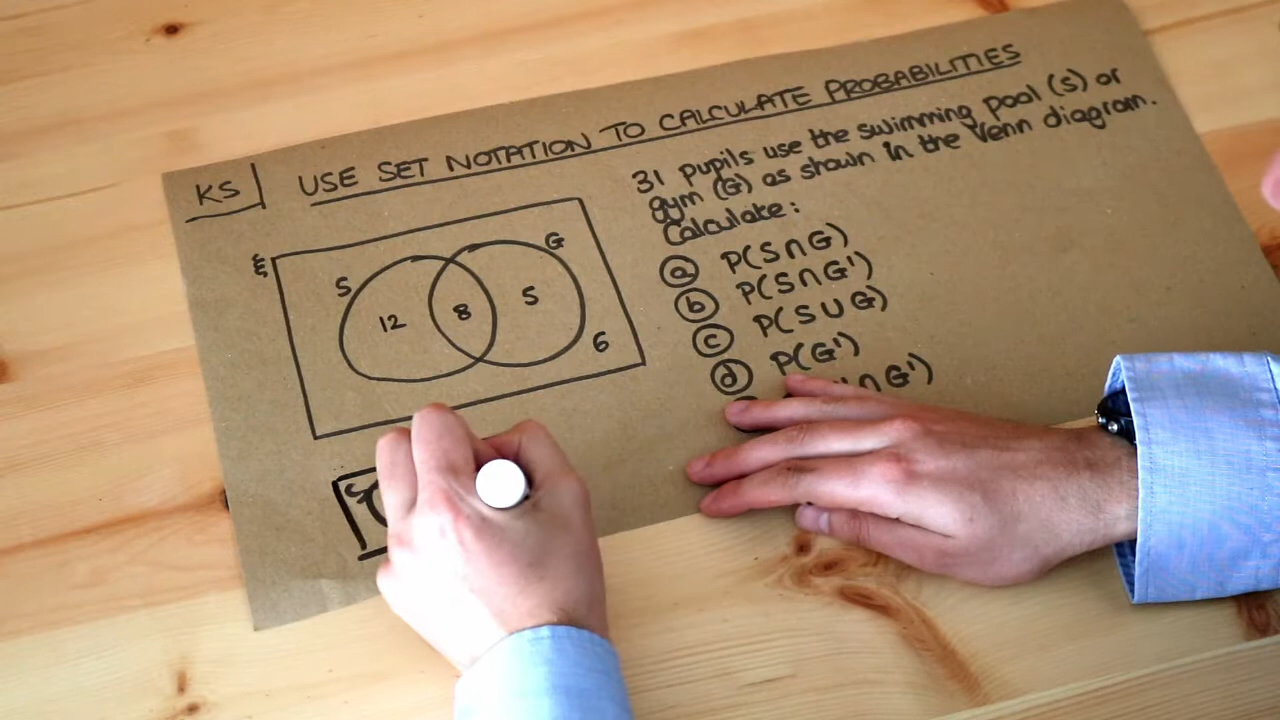 KS
USE SET NOTATION TO CALCULATE PROBABILITIES
31 pupils use the swimming pool (S) or
gym (G) as shown in the Venn diagram.
Calculate:
ξ
S
G
12
8
5
6
a P(S∩G)
b P(S∩G')
c P(S∪G)
d P(G')
'∩G')
ξ